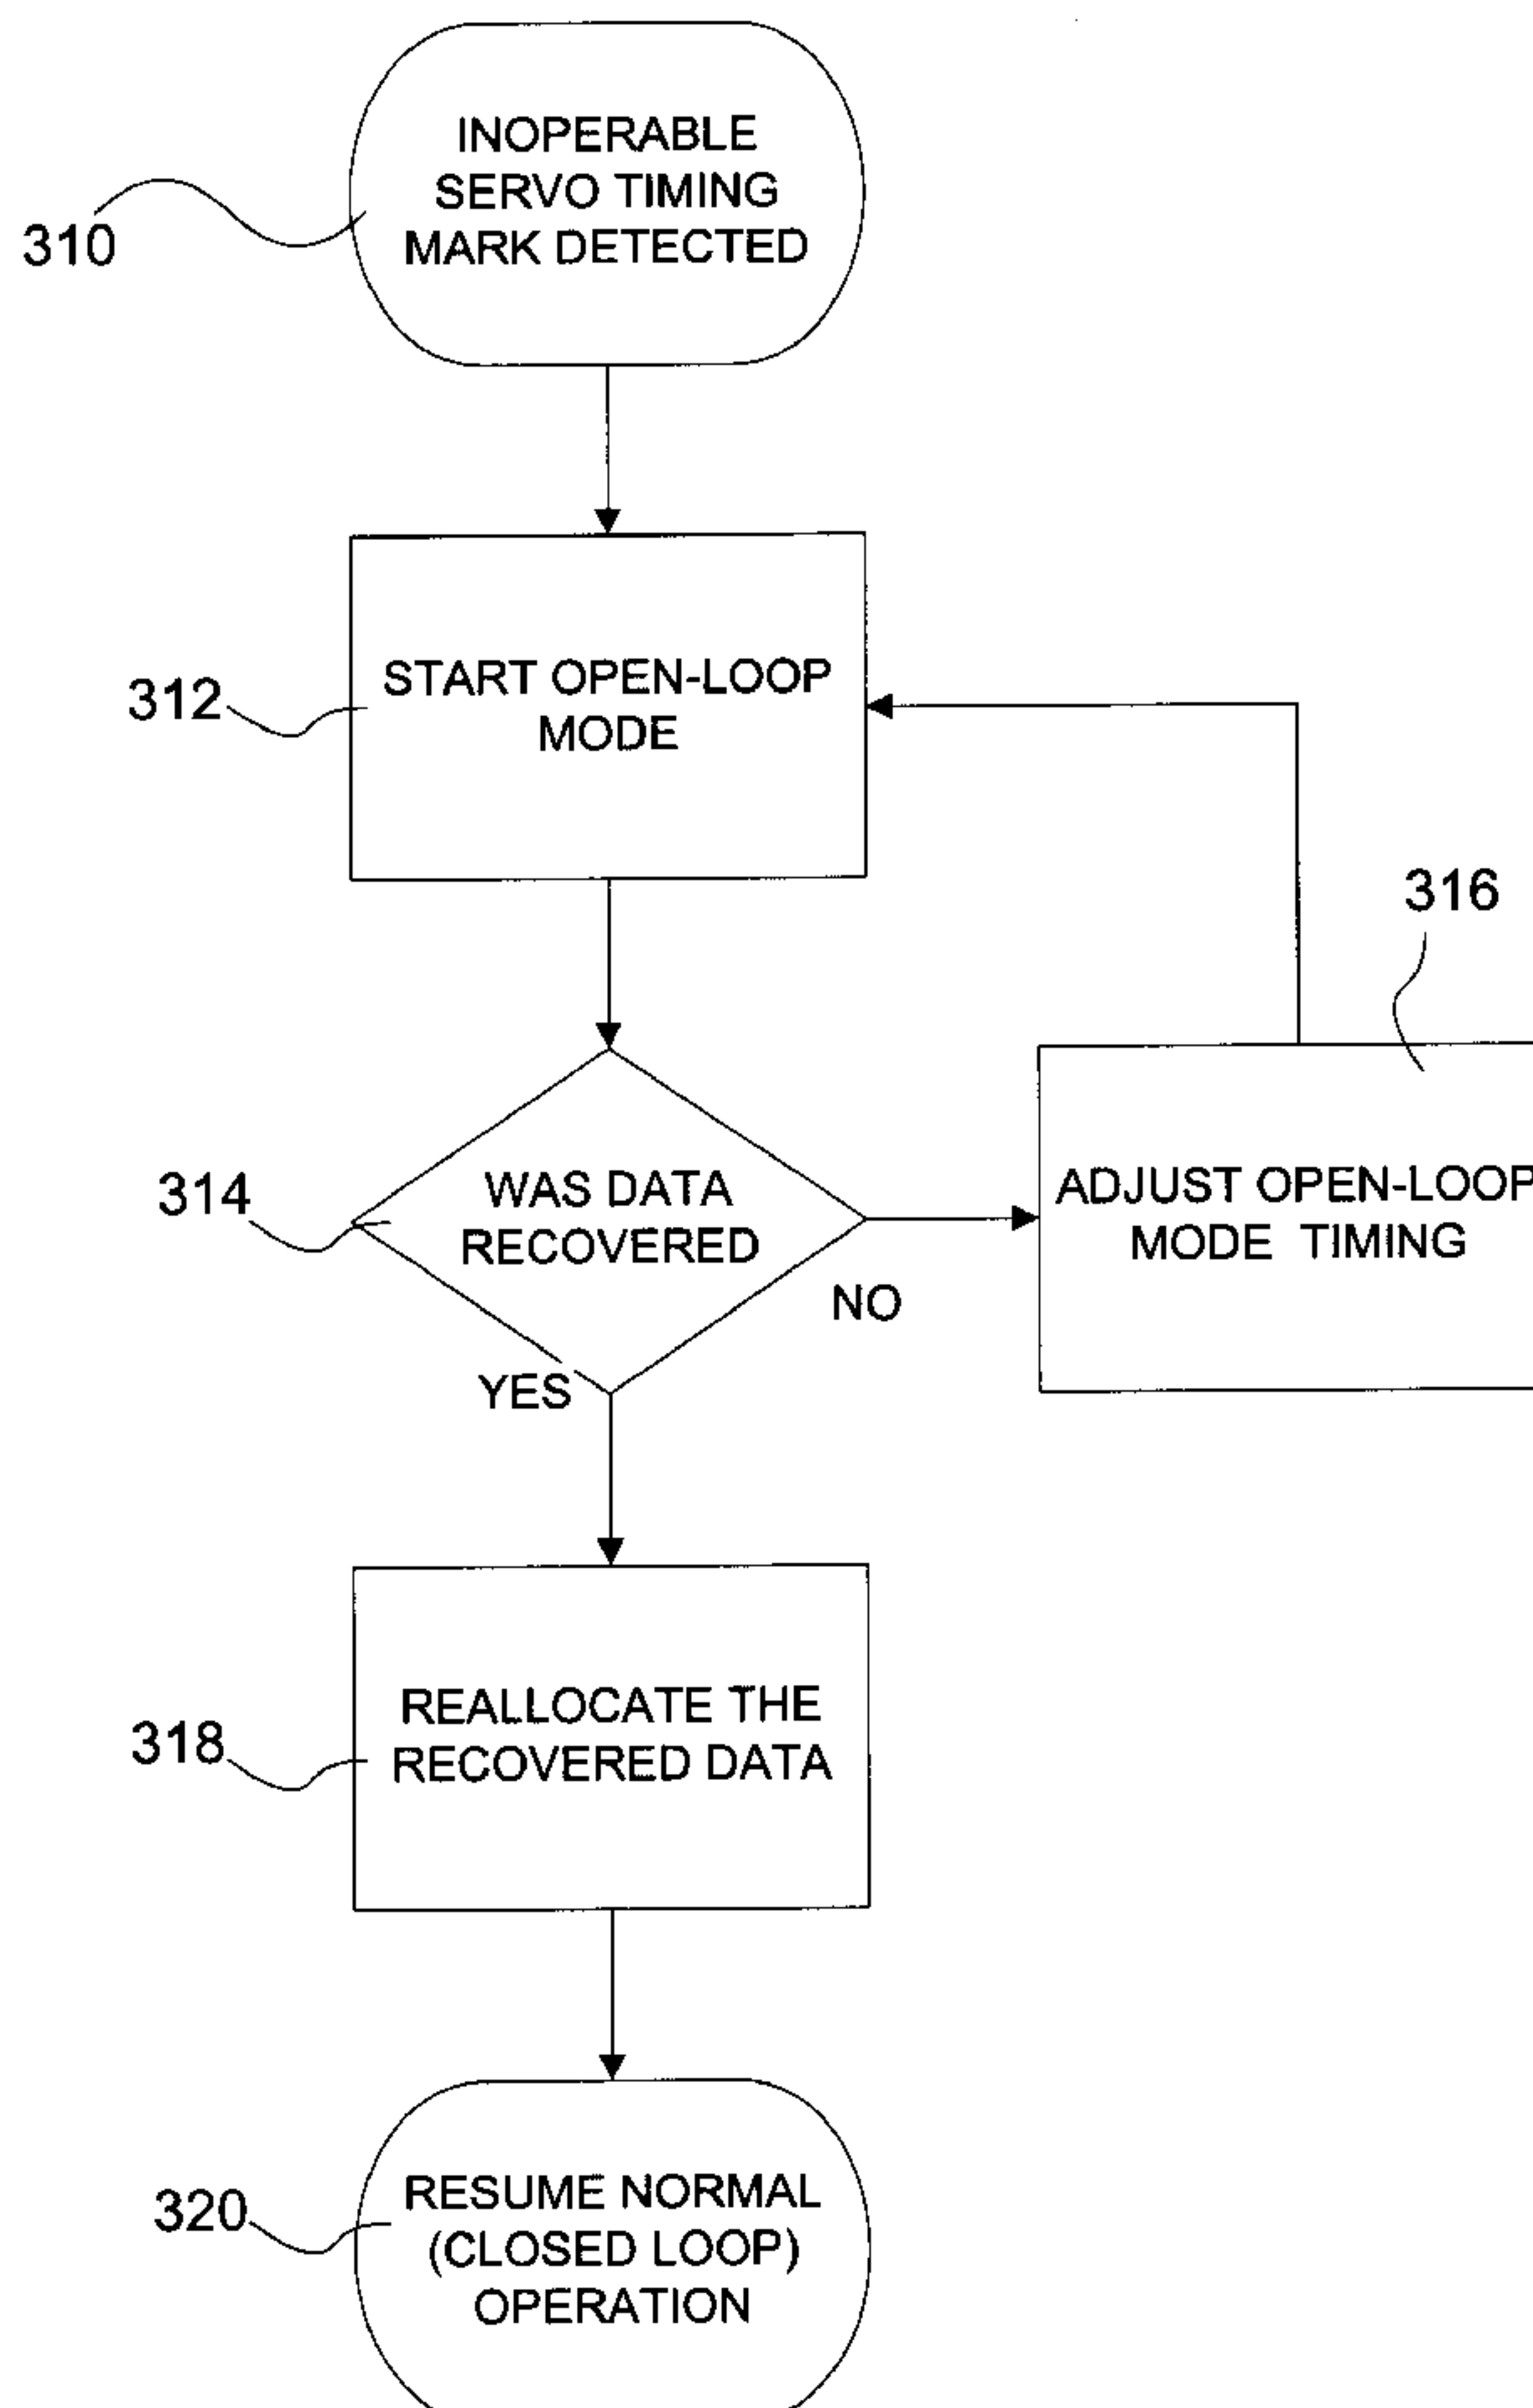 INOPERABLE
SERVO TIMING
MARK DETECTED
310
START OPEN-LOOP
MODE
312
316
WAS DATA
RECOVERED
314
ADJUST OPEN-LOOP
MODE TIMING
NO
YES
REALLOCATE THE
RECOVERED DATA
318
RESUME NORMAL
(CLOSED LOOP)
OPERATION
320